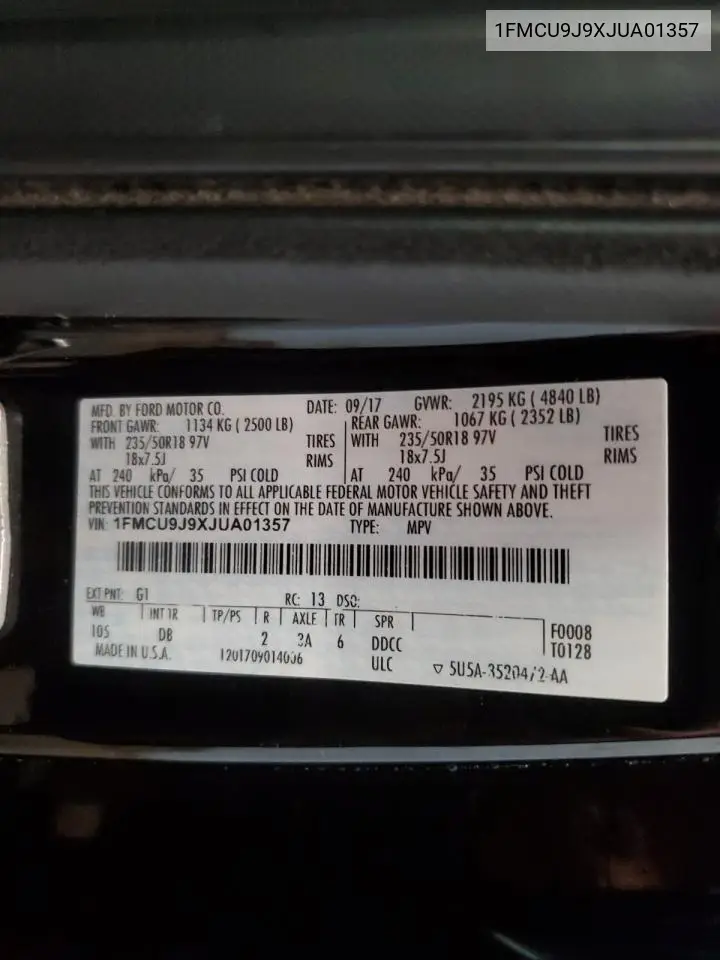 1FMCU9J9XJUA01357
MFD. BY FORD MOTOR CO. DATE: 09/17 GVWR: 2195 KG ( 4840 LB)
FRONT GAWR: 1134 KG ( 2500 LB) REAR GAWR: 1067 KG ( 2352 LB)
WITH 235/50R18 97V TIRES WITH 235/50R18 97V TIRES
18x7.5J RIMS 18x7.5J RIMS
AT 240 kPa/ 35 PSI COLD AT 240 kPa/ 35 PSI COLD
THIS VEHICLE CONFORMS TO ALL APPLICABLE FEDERAL MOTOR VEHICLE SAFETY AND THEFT
PREVENTION STANDARDS IN EFFECT ON THE DATE OF MANUFACTURE SHOWN ABOVE.
VIN: 1FMCU9J9XJUA01357 TYPE: MPV
EXT PNT: G1 RC: 13 DSO:
WB INT TR TP/PS R AXLE TR SPR
105 DB 2 3A 6 DDCC F0008
MADE IN U.S.A. 1201709014006 ULC T0128
▽ 5U5A-3520472-AA